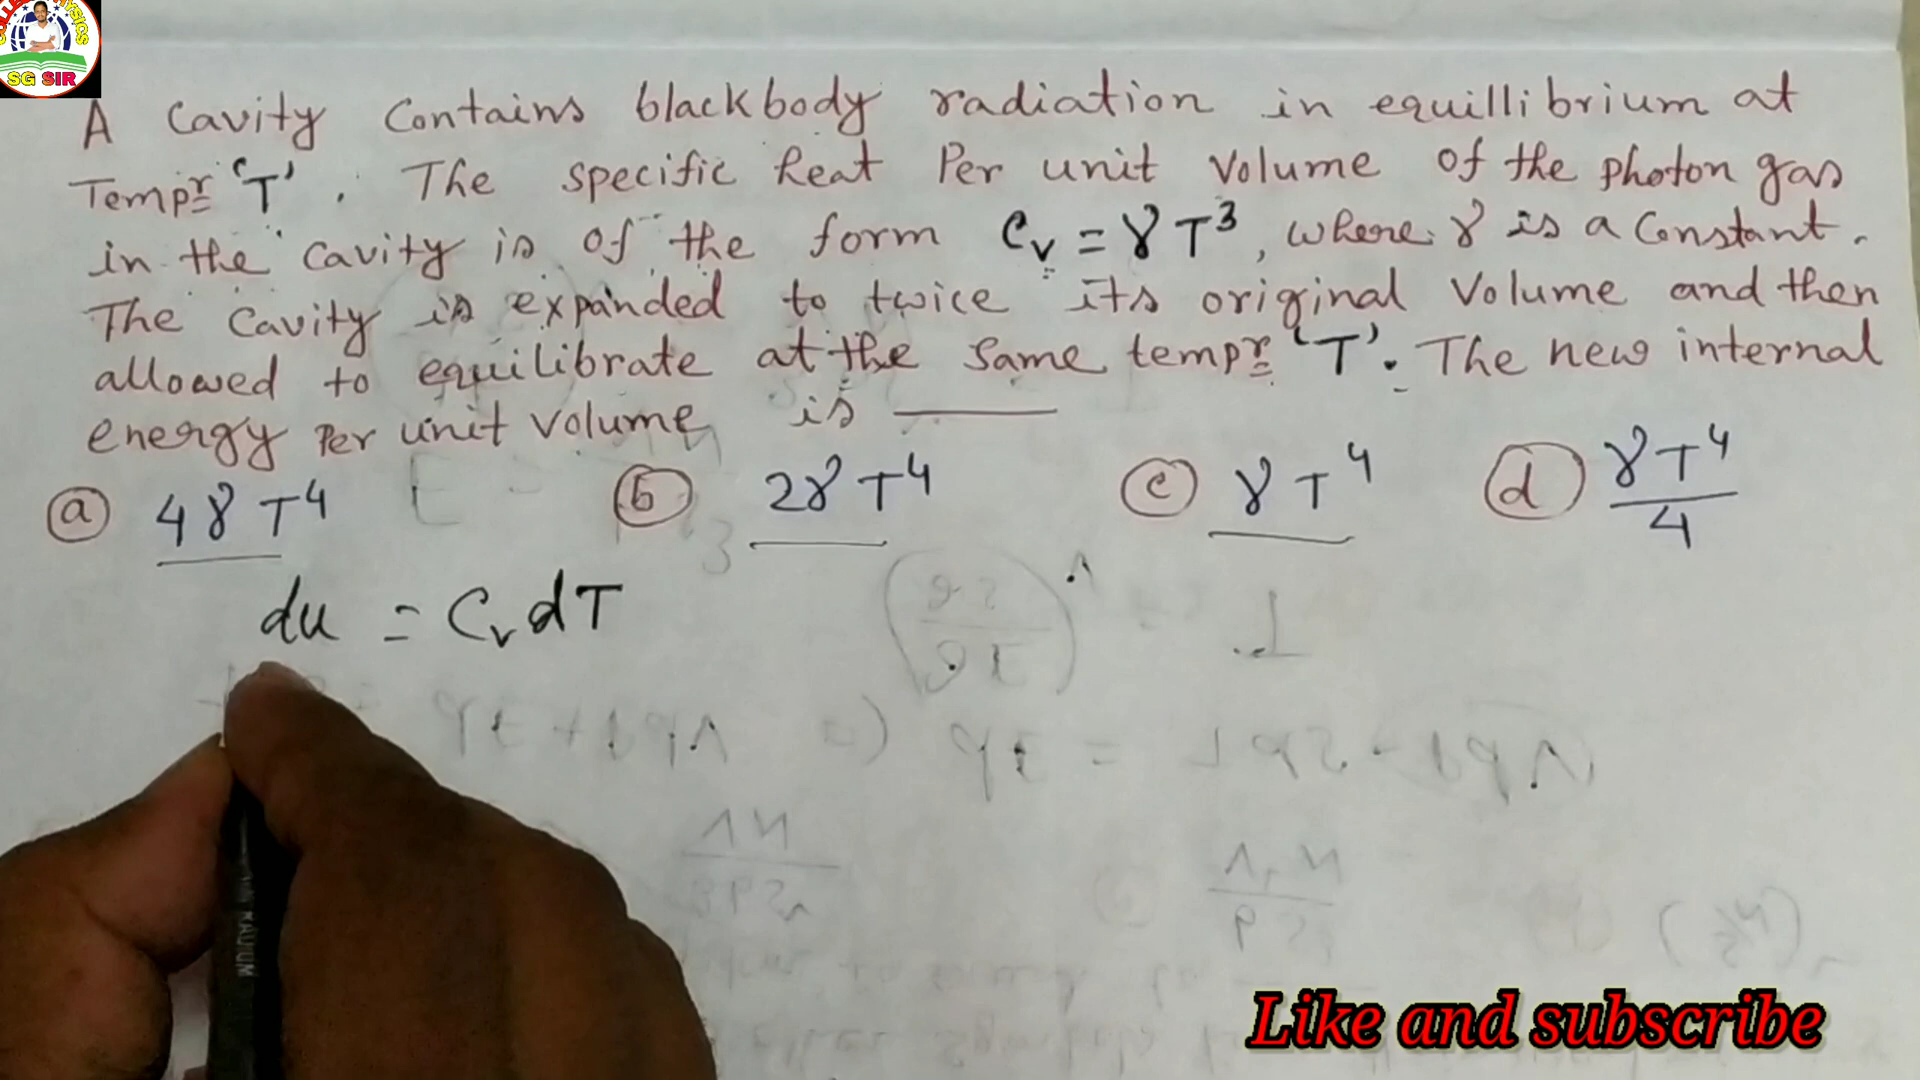 SG SIR
A Cavity Contains blackbody radiation in equillibrium at
Tempr 'T'. The specific heat Per unit volume of the photon gas
in the cavity is of the form Cv = γT³, where γ is a Constant.
The Cavity is expanded to twice its original Volume and then
allowed to equilibrate at the same tempr 'T'. The new internal
energy Per unit volume is ———
(a) 4γT⁴ (b) 2γT⁴ (c) γT⁴ (d) γT⁴/4
du = CvdT
KAUIUM
Like and subscribe